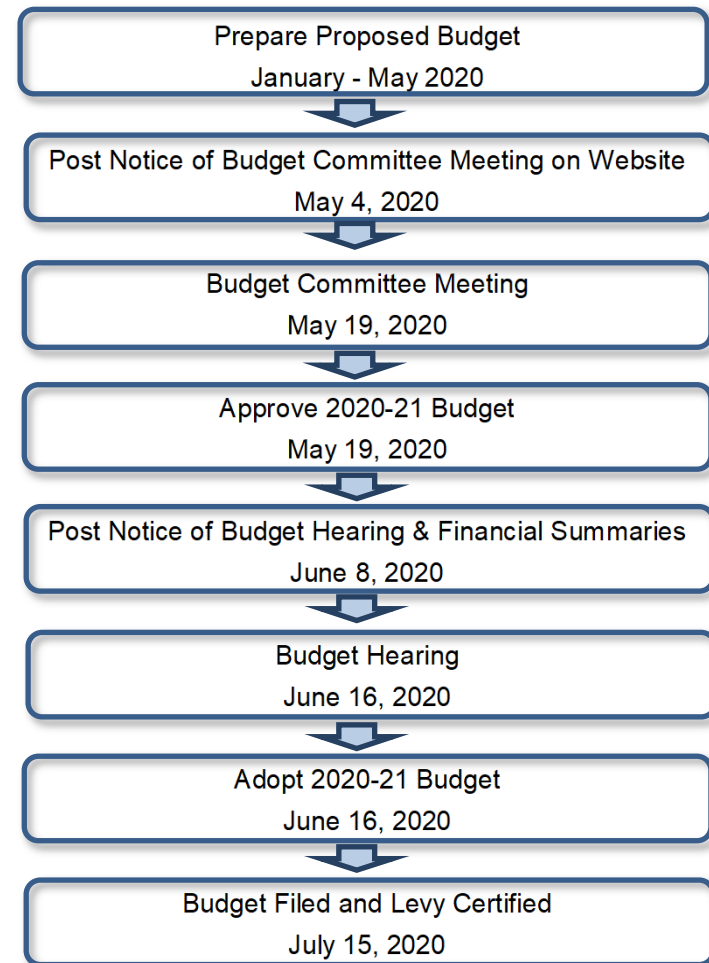 Prepare Proposed Budget
January - May 2020
Post Notice of Budget Committee Meeting on Website
May 4, 2020
Budget Committee Meeting
May 19, 2020
Approve 2020-21 Budget
May 19, 2020
Post Notice of Budget Hearing & Financial Summaries
June 8, 2020
Budget Hearing
June 16, 2020
Adopt 2020-21 Budget
June 16, 2020
Budget Filed and Levy Certified
July 15, 2020